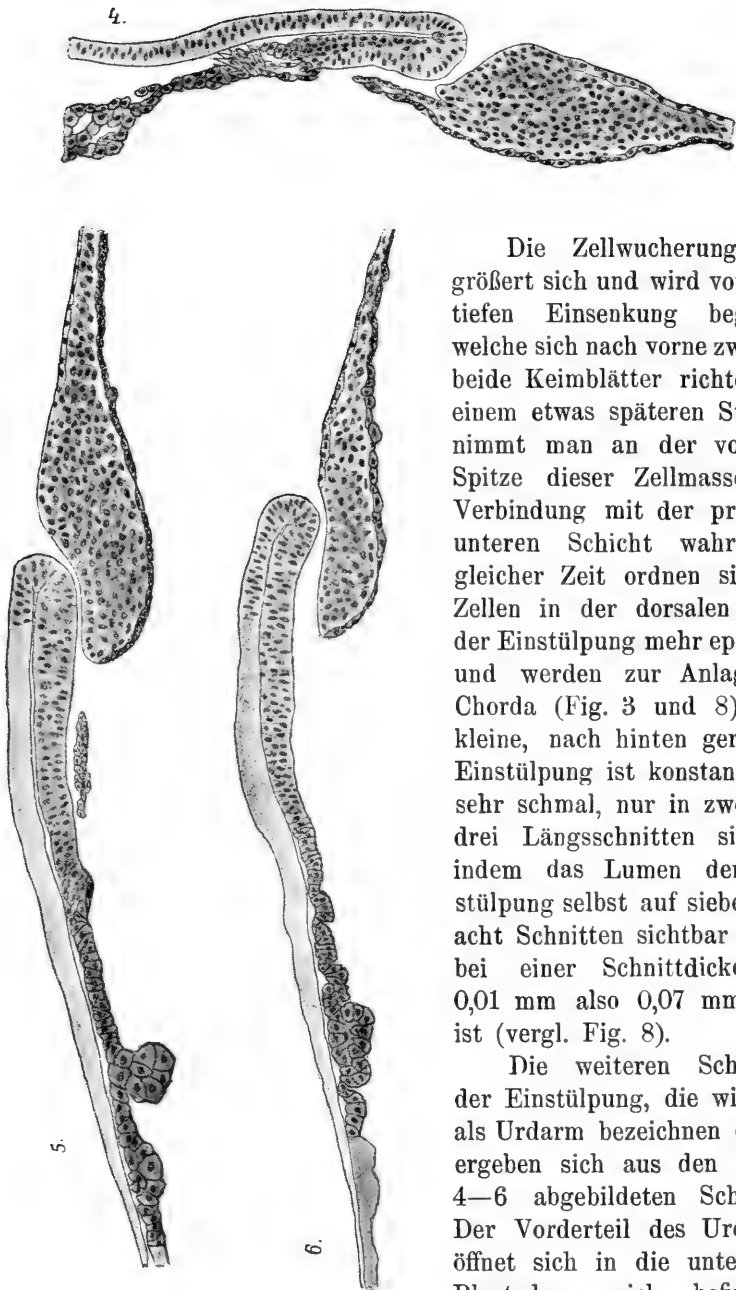 4.
Die Zellwucherung
größert sich und wird vo
tiefen Einsenkung beg
welche sich nach vorne zw
beide Keimblätter richt
einem etwas späteren S
nimmt man an der vo
Spitze dieser Zellmass
Verbindung mit der pr
unteren Schicht wahr
gleicher Zeit ordnen si
Zellen in der dorsalen
der Einstülpung mehr ep
und werden zur Anlag
Chorda (Fig. 3 und 8)
kleine, nach hinten ger
Einstülpung ist konstan
sehr schmal, nur in zw
drei Längsschnitten si
indem das Lumen der
stülpung selbst auf siebe
acht Schnitten sichtbar
bei einer Schnittdicke
0,01 mm also 0,07 mm
ist (vergl. Fig. 8).
Die weiteren Sch
der Einstülpung, die wi
als Urdarm bezeichnen
ergeben sich aus den
4—6 abgebildeten Sch
Der Vorderteil des Ur
öffnet sich in die unte
5.
6.